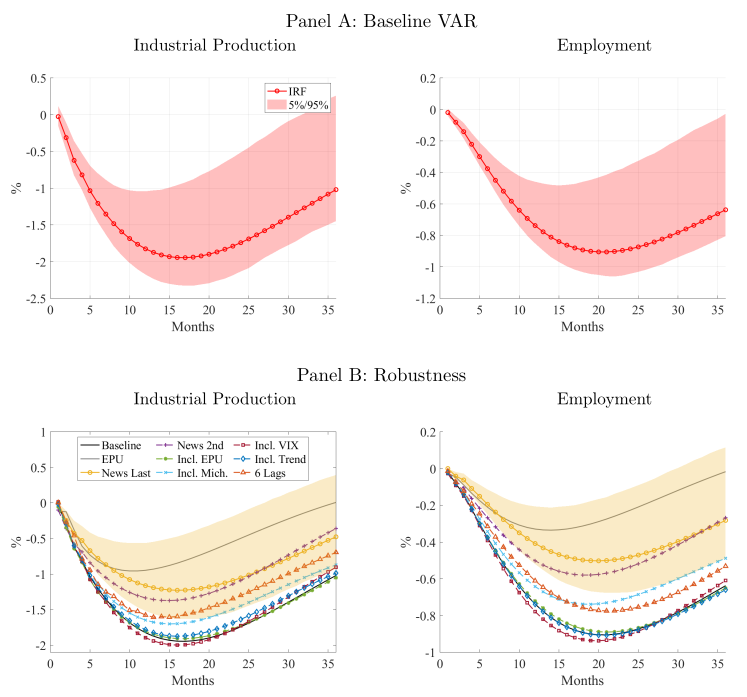 Panel A: Baseline VAR
Industrial Production
Employment
0.5
0
-0.5
-1
-1.5
-2
-2.5
%
IRF
5%/95%
0 5 10 15 20 25 30 35
Months
0.2
0
-0.2
-0.4
-0.6
-0.8
-1
-1.2
%
0 5 10 15 20 25 30 35
Months
Panel B: Robustness
Industrial Production
Employment
1
0.5
0
-0.5
-1
-1.5
-2
%
Baseline News 2nd Incl. VIX
EPU Incl. EPU Incl. Trend
News Last Incl. Mich. 6 Lags
0 5 10 15 20 25 30 35
Months
0.2
0
-0.2
-0.4
-0.6
-0.8
-1
%
0 5 10 15 20 25 30 35
Months